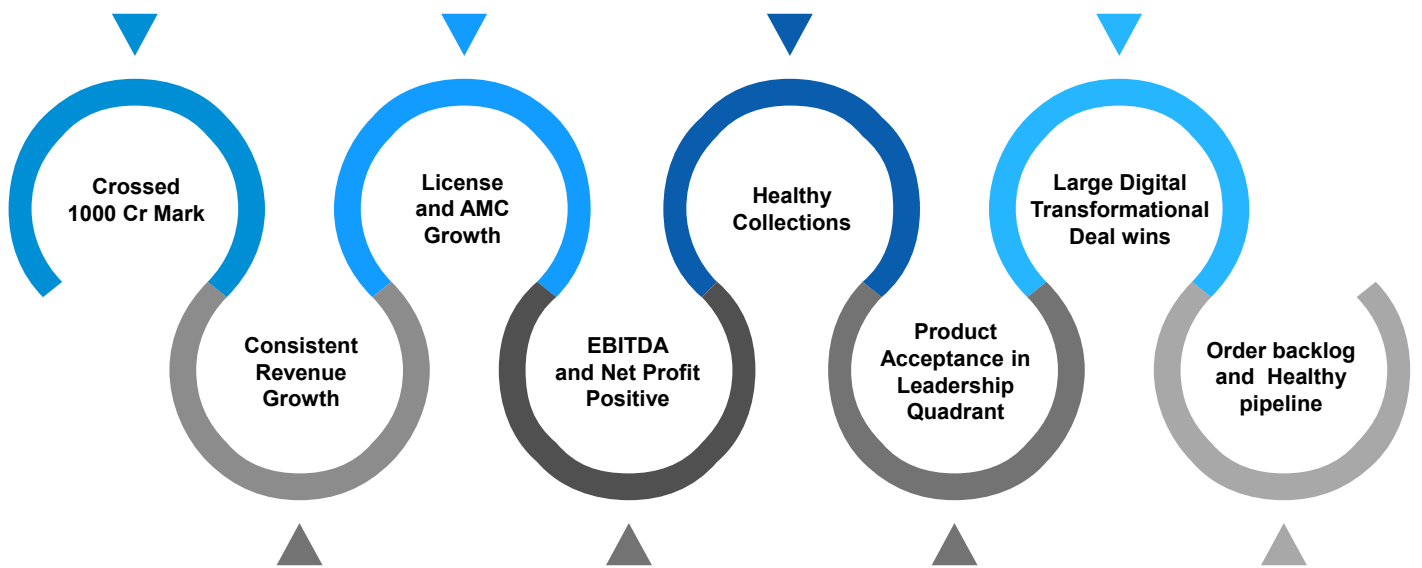 Crossed
1000 Cr Mark
Consistent
Revenue
Growth
License
and AMC
Growth
EBITDA
and Net Profit
Positive
Healthy
Collections
Product
Acceptance in
Leadership
Quadrant
Large Digital
Transformational
Deal wins
Order backlog
and  Healthy
pipeline